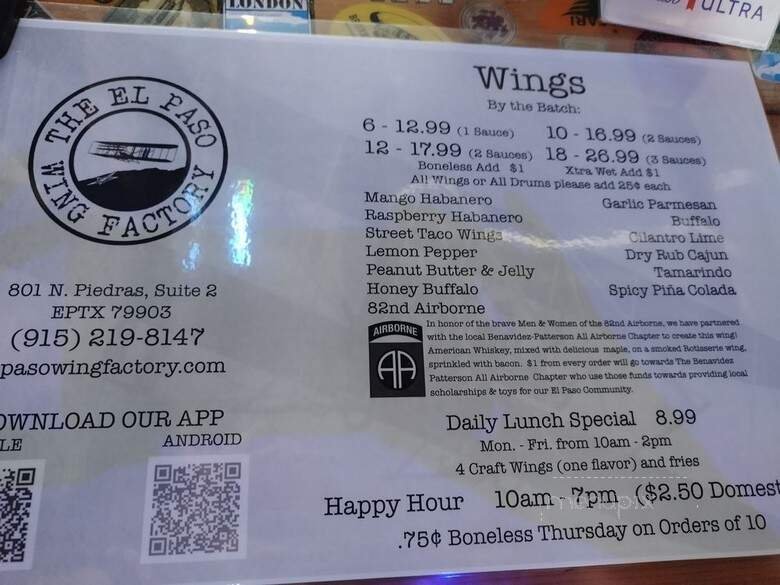 LONDON
ULTRA
THE EL PASO
WING FACTORY
801 N. Piedras, Suite 2
EPTX 79903
(915) 219-8147
pasowingfactory.com
OWNLOAD OUR APP
LE ANDROID
Wings
By the Batch:
6 - 12.99 (1 Sauce) 10 - 16.99 (2 Sauces)
12 - 17.99 (2 Sauces) 18 - 26.99 (3 Sauces)
Boneless Add $1 Xtra Wet Add $1
All Wings or All Drums please add 25¢ each
Mango Habanero Garlic Parmesan
Raspberry Habanero Buffalo
Street Taco Wings Cilantro Lime
Lemon Pepper Dry Rub Cajun
Peanut Butter & Jelly Tamarindo
Honey Buffalo Spicy Piña Colada
82nd Airborne
AIRBORNE
AA
In honor of the brave Men & Women of the 82nd Airborne, we have partnered
with the local Benavidez-Patterson All Airborne Chapter to create this wing!
American Whiskey, mixed with delicious maple, on a smoked Rotisserie wing,
sprinkled with bacon. $1 from every order will go towards The Benavidez
Patterson All Airborne Chapter who use those funds towards providing local
scholarships & toys for our El Paso Community.
Daily Lunch Special 8.99
Mon. - Fri. from 10am - 2pm
4 Craft Wings (one flavor) and fries
Happy Hour 10am - 7pm ($2.50 Domest
.75¢ Boneless Thursday on Orders of 10